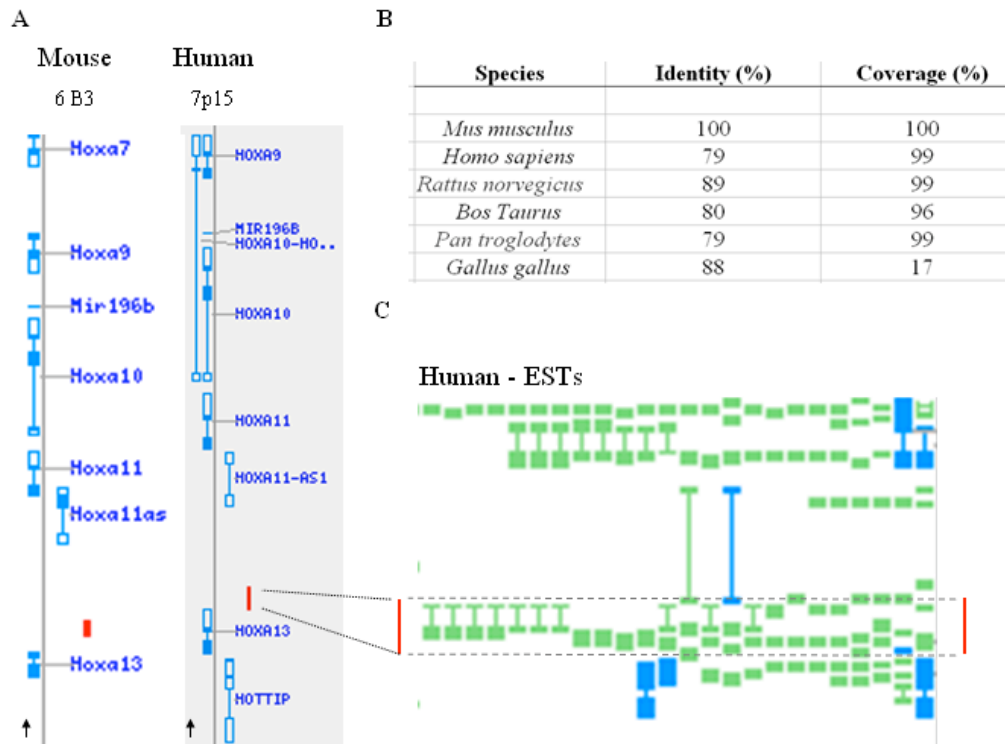 A
Mouse
6 B3
Hoxa7
Hoxa9
Mir196b
Hoxa10
Hoxa11
Hoxa11as
Hoxa13
Human
7p15
HOXA9
MIR196B
HOXA10-HO..
HOXA10
HOXA11
HOXA11-AS1
HOXA13
HOTTIP
B
Species Identity (%) Coverage (%)
Mus musculus 100 100
Homo sapiens 79 99
Rattus norvegicus 89 99
Bos Taurus 80 96
Pan troglodytes 79 99
Gallus gallus 88 17
C
Human - ESTs